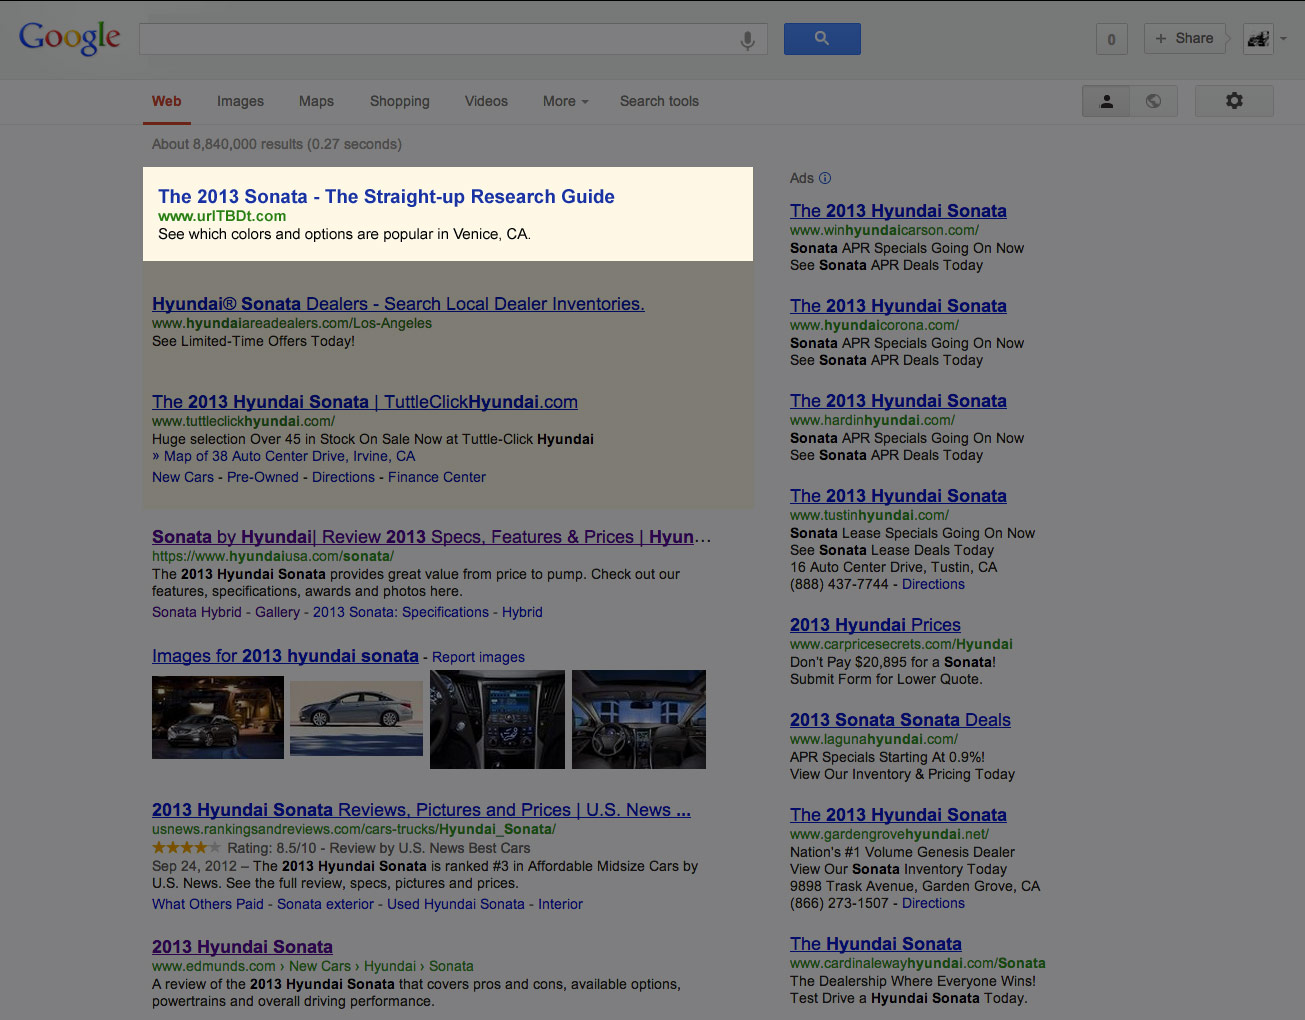 Google
0
+ Share
Web Images Maps Shopping Videos More Search tools
About 8,840,000 results (0.27 seconds)
The 2013 Sonata - The Straight-up Research Guide
www.urlTBDt.com
See which colors and options are popular in Venice, CA.
Hyundai® Sonata Dealers - Search Local Dealer Inventories.
www.hyundaiareadealers.com/Los-Angeles
See Limited-Time Offers Today!
The 2013 Hyundai Sonata | TuttleClickHyundai.com
www.tuttleclickhyundai.com/
Huge selection Over 45 in Stock On Sale Now at Tuttle-Click Hyundai
» Map of 38 Auto Center Drive, Irvine, CA
New Cars - Pre-Owned - Directions - Finance Center
Sonata by Hyundai| Review 2013 Specs, Features & Prices | Hyun...
https://www.hyundaiusa.com/sonata/
The 2013 Hyundai Sonata provides great value from price to pump. Check out our
features, specifications, awards and photos here.
Sonata Hybrid - Gallery - 2013 Sonata: Specifications - Hybrid
Images for 2013 hyundai sonata - Report images
2013 Hyundai Sonata Reviews, Pictures and Prices | U.S. News ...
usnews.rankingsandreviews.com/cars-trucks/Hyundai_Sonata/
Rating: 8.5/10 - Review by U.S. News Best Cars
Sep 24, 2012 – The 2013 Hyundai Sonata is ranked #3 in Affordable Midsize Cars by
U.S. News. See the full review, specs, pictures and prices.
What Others Paid - Sonata exterior - Used Hyundai Sonata - Interior
2013 Hyundai Sonata
www.edmunds.com › New Cars › Hyundai › Sonata
A review of the 2013 Hyundai Sonata that covers pros and cons, available options,
powertrains and overall driving performance.
Ads
The 2013 Hyundai Sonata
www.winhyundaicarson.com/
Sonata APR Specials Going On Now
See Sonata APR Deals Today
The 2013 Hyundai Sonata
www.hyundaicorona.com/
Sonata APR Specials Going On Now
See Sonata APR Deals Today
The 2013 Hyundai Sonata
www.hardinhyundai.com/
Sonata APR Specials Going On Now
See Sonata APR Deals Today
The 2013 Hyundai Sonata
www.tustinhyundai.com/
Sonata Lease Specials Going On Now
See Sonata Lease Deals Today
16 Auto Center Drive, Tustin, CA
(888) 437-7744 - Directions
2013 Hyundai Prices
www.carpricesecrets.com/Hyundai
Don't Pay $20,895 for a Sonata!
Submit Form for Lower Quote.
2013 Sonata Sonata Deals
www.lagunahyundai.com/
APR Specials Starting At 0.9%!
View Our Inventory & Pricing Today
The 2013 Hyundai Sonata
www.gardengrovehyundai.net/
Nation's #1 Volume Genesis Dealer
View Our Sonata Inventory Today
9898 Trask Avenue, Garden Grove, CA
(866) 273-1507 - Directions
The Hyundai Sonata
www.cardinalewayhyundai.com/Sonata
The Dealership Where Everyone Wins!
Test Drive a Hyundai Sonata Today.